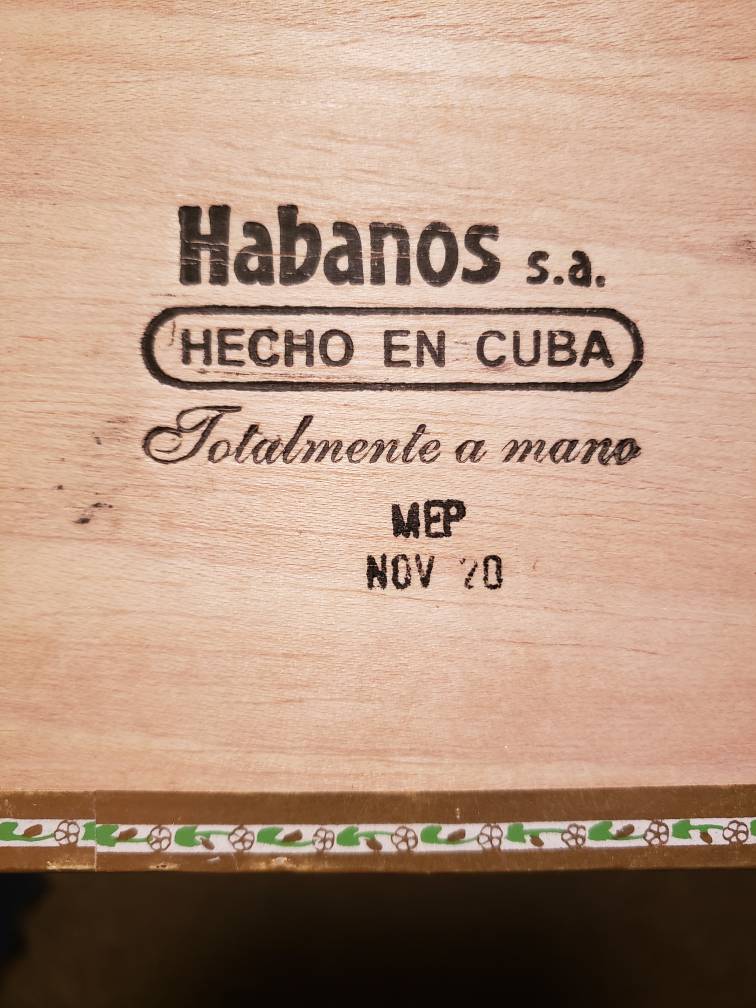 Habanos s.a.
HECHO EN CUBA
Totalmente a mano
MEP
NOV 20